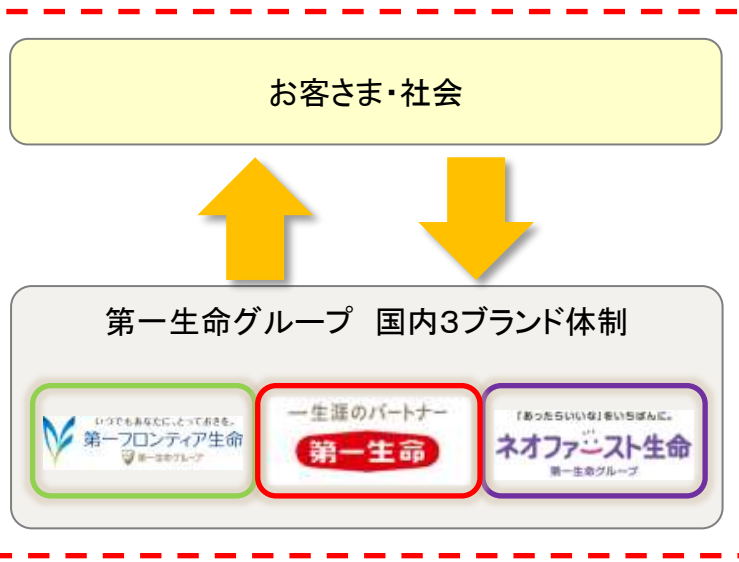 お客さま・社会
第一生命グループ 国内3ブランド体制
いつでもあなたに、とっておきを。
第一フロンティア生命
第一生命グループ
一生涯のパートナー
第一生命
「あったらいいな」をいちばんに。
ネオファースト生命
第一生命グループ